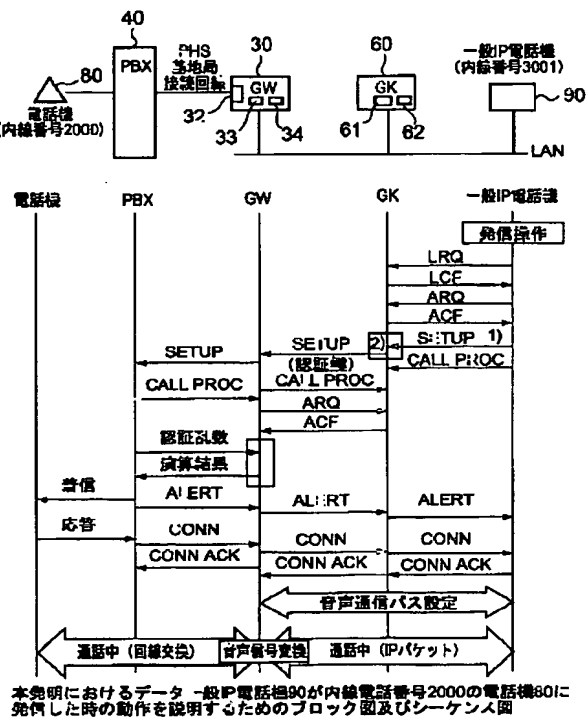 40
30
60
80
PBX
PHS
基地局
接続回線
GW
GK
一般IP電話機
(内線番号3001)
90
32
33
34
61
62
電話機
(内線番号2000)
LAN
電話機
PBX
GW
GK
一般IP電話機
発信操作
LRQ
LCF
ARQ
ACF
SETUP 1)
2)
SETUP
(認証鍵)
SETUP
CALL PROC
CALL PROC
CALL PROC
ARQ
ACF
認証乱数
演算結果
着信
ALERT
ALERT
ALERT
応答
CONN
CONN
CONN
CONN ACK
CONN ACK
CONN ACK
音声通信パス設定
通話中(回線交換)
音声信号変換
通話中(IPパケット)
本発明におけるデータ一般IP電話機90が内線電話番号2000の電話機80に
発信した時の動作を説明するためのブロック図及びシーケンス図